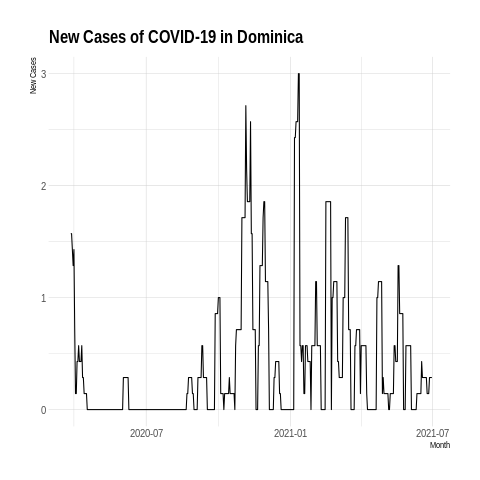 New Cases of COVID-19 in Dominica
New Cases
3
2
1
0
2020-07
2021-01
2021-07
Month